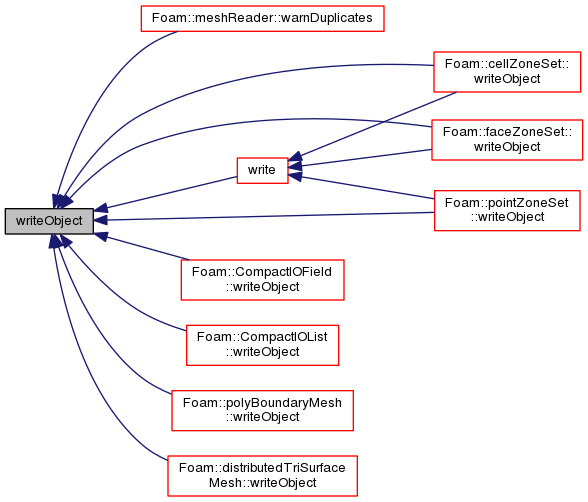 Foam::meshReader::warnDuplicates
Foam::cellZoneSet::
writeObject
Foam::faceZoneSet::
writeObject
write
Foam::pointZoneSet
::writeObject
writeObject
Foam::CompactIOField
::writeObject
Foam::CompactIOList
::writeObject
Foam::polyBoundaryMesh
::writeObject
Foam::distributedTriSurface
Mesh::writeObject